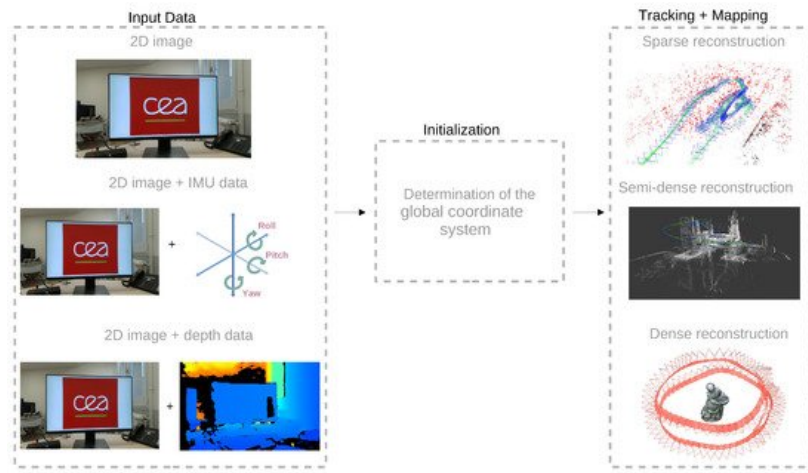 Input Data
2D image
cea
2D image + IMU data
cea
+
Roll
Pitch
Yaw
2D image + depth data
cea
+
Initialization
Determination of the
global coordinate
system
Tracking + Mapping
Sparse reconstruction
Semi-dense reconstruction
Dense reconstruction